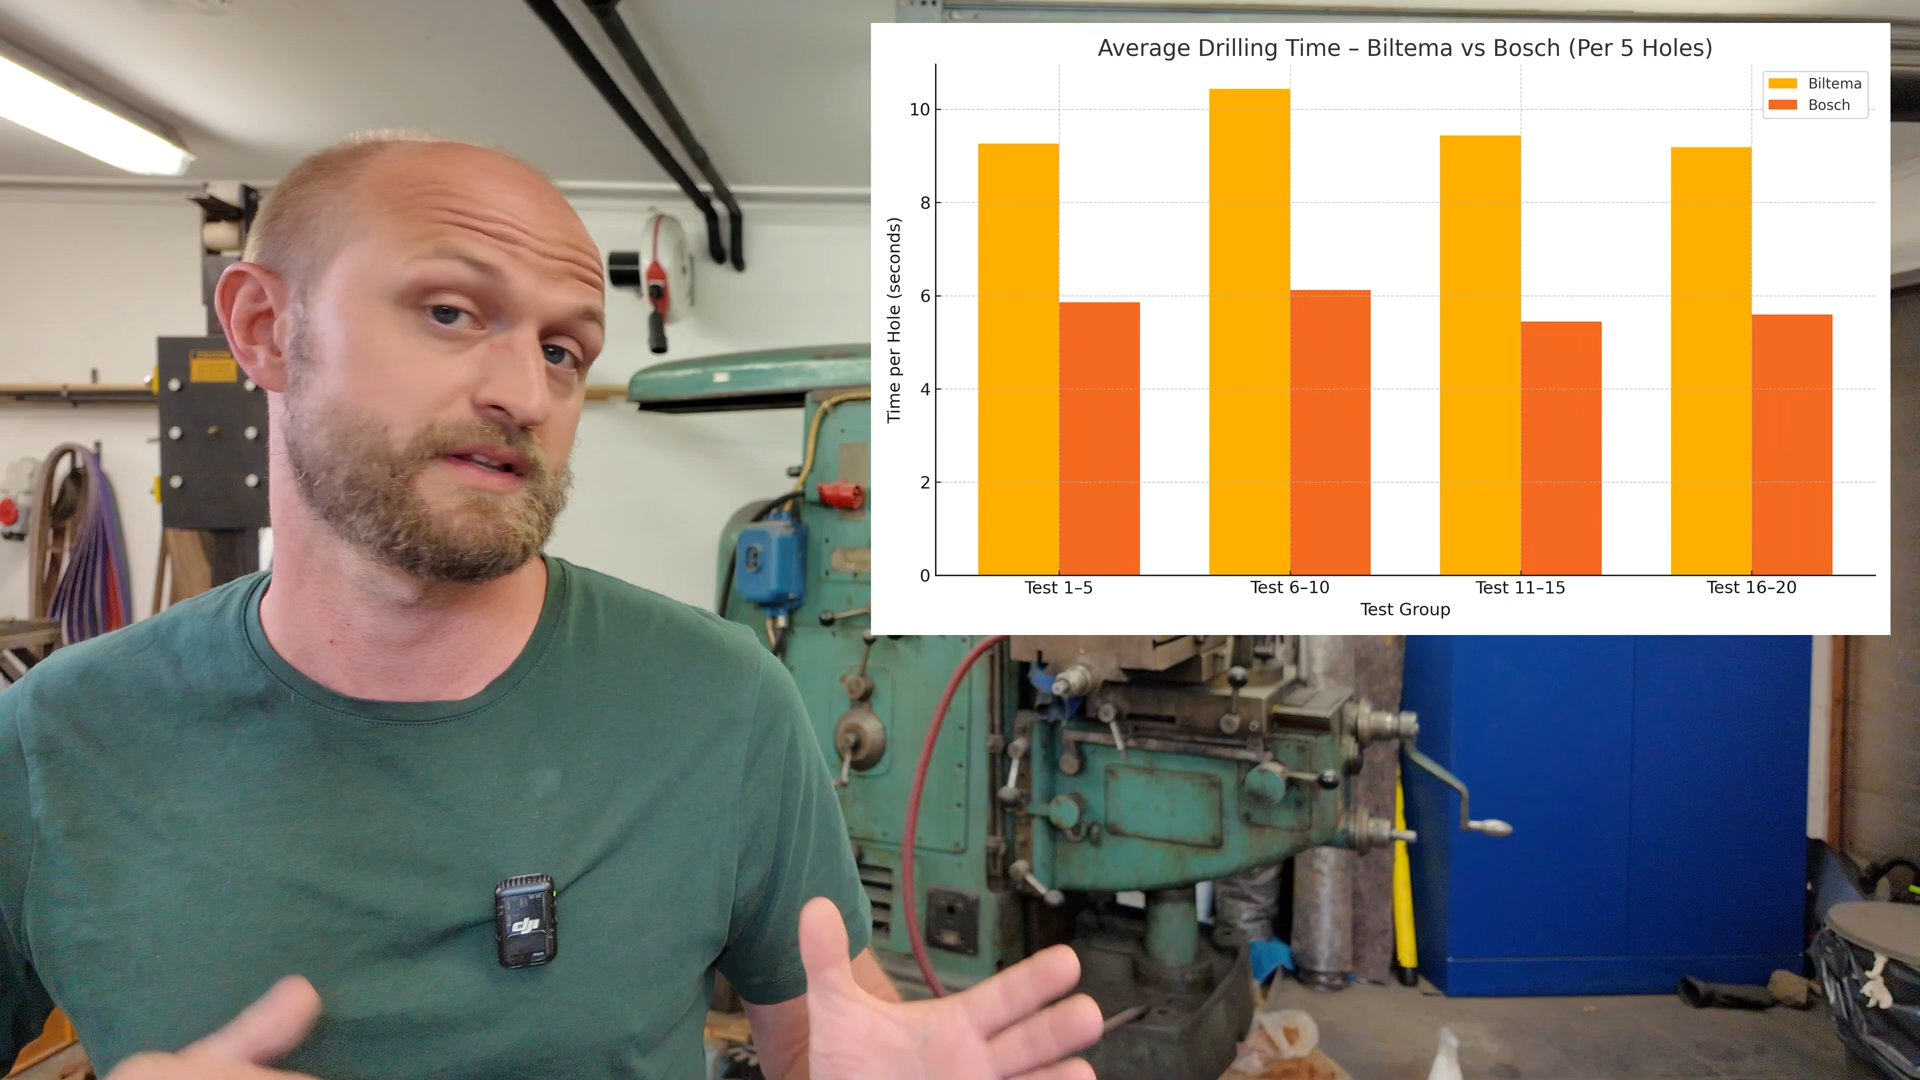 Average Drilling Time – Biltema vs Bosch (Per 5 Holes)
Biltema
Bosch
Time per Hole (seconds)
10
8
6
4
2
0
Test 1–5
Test 6–10
Test 11–15
Test 16–20
Test Group
dji